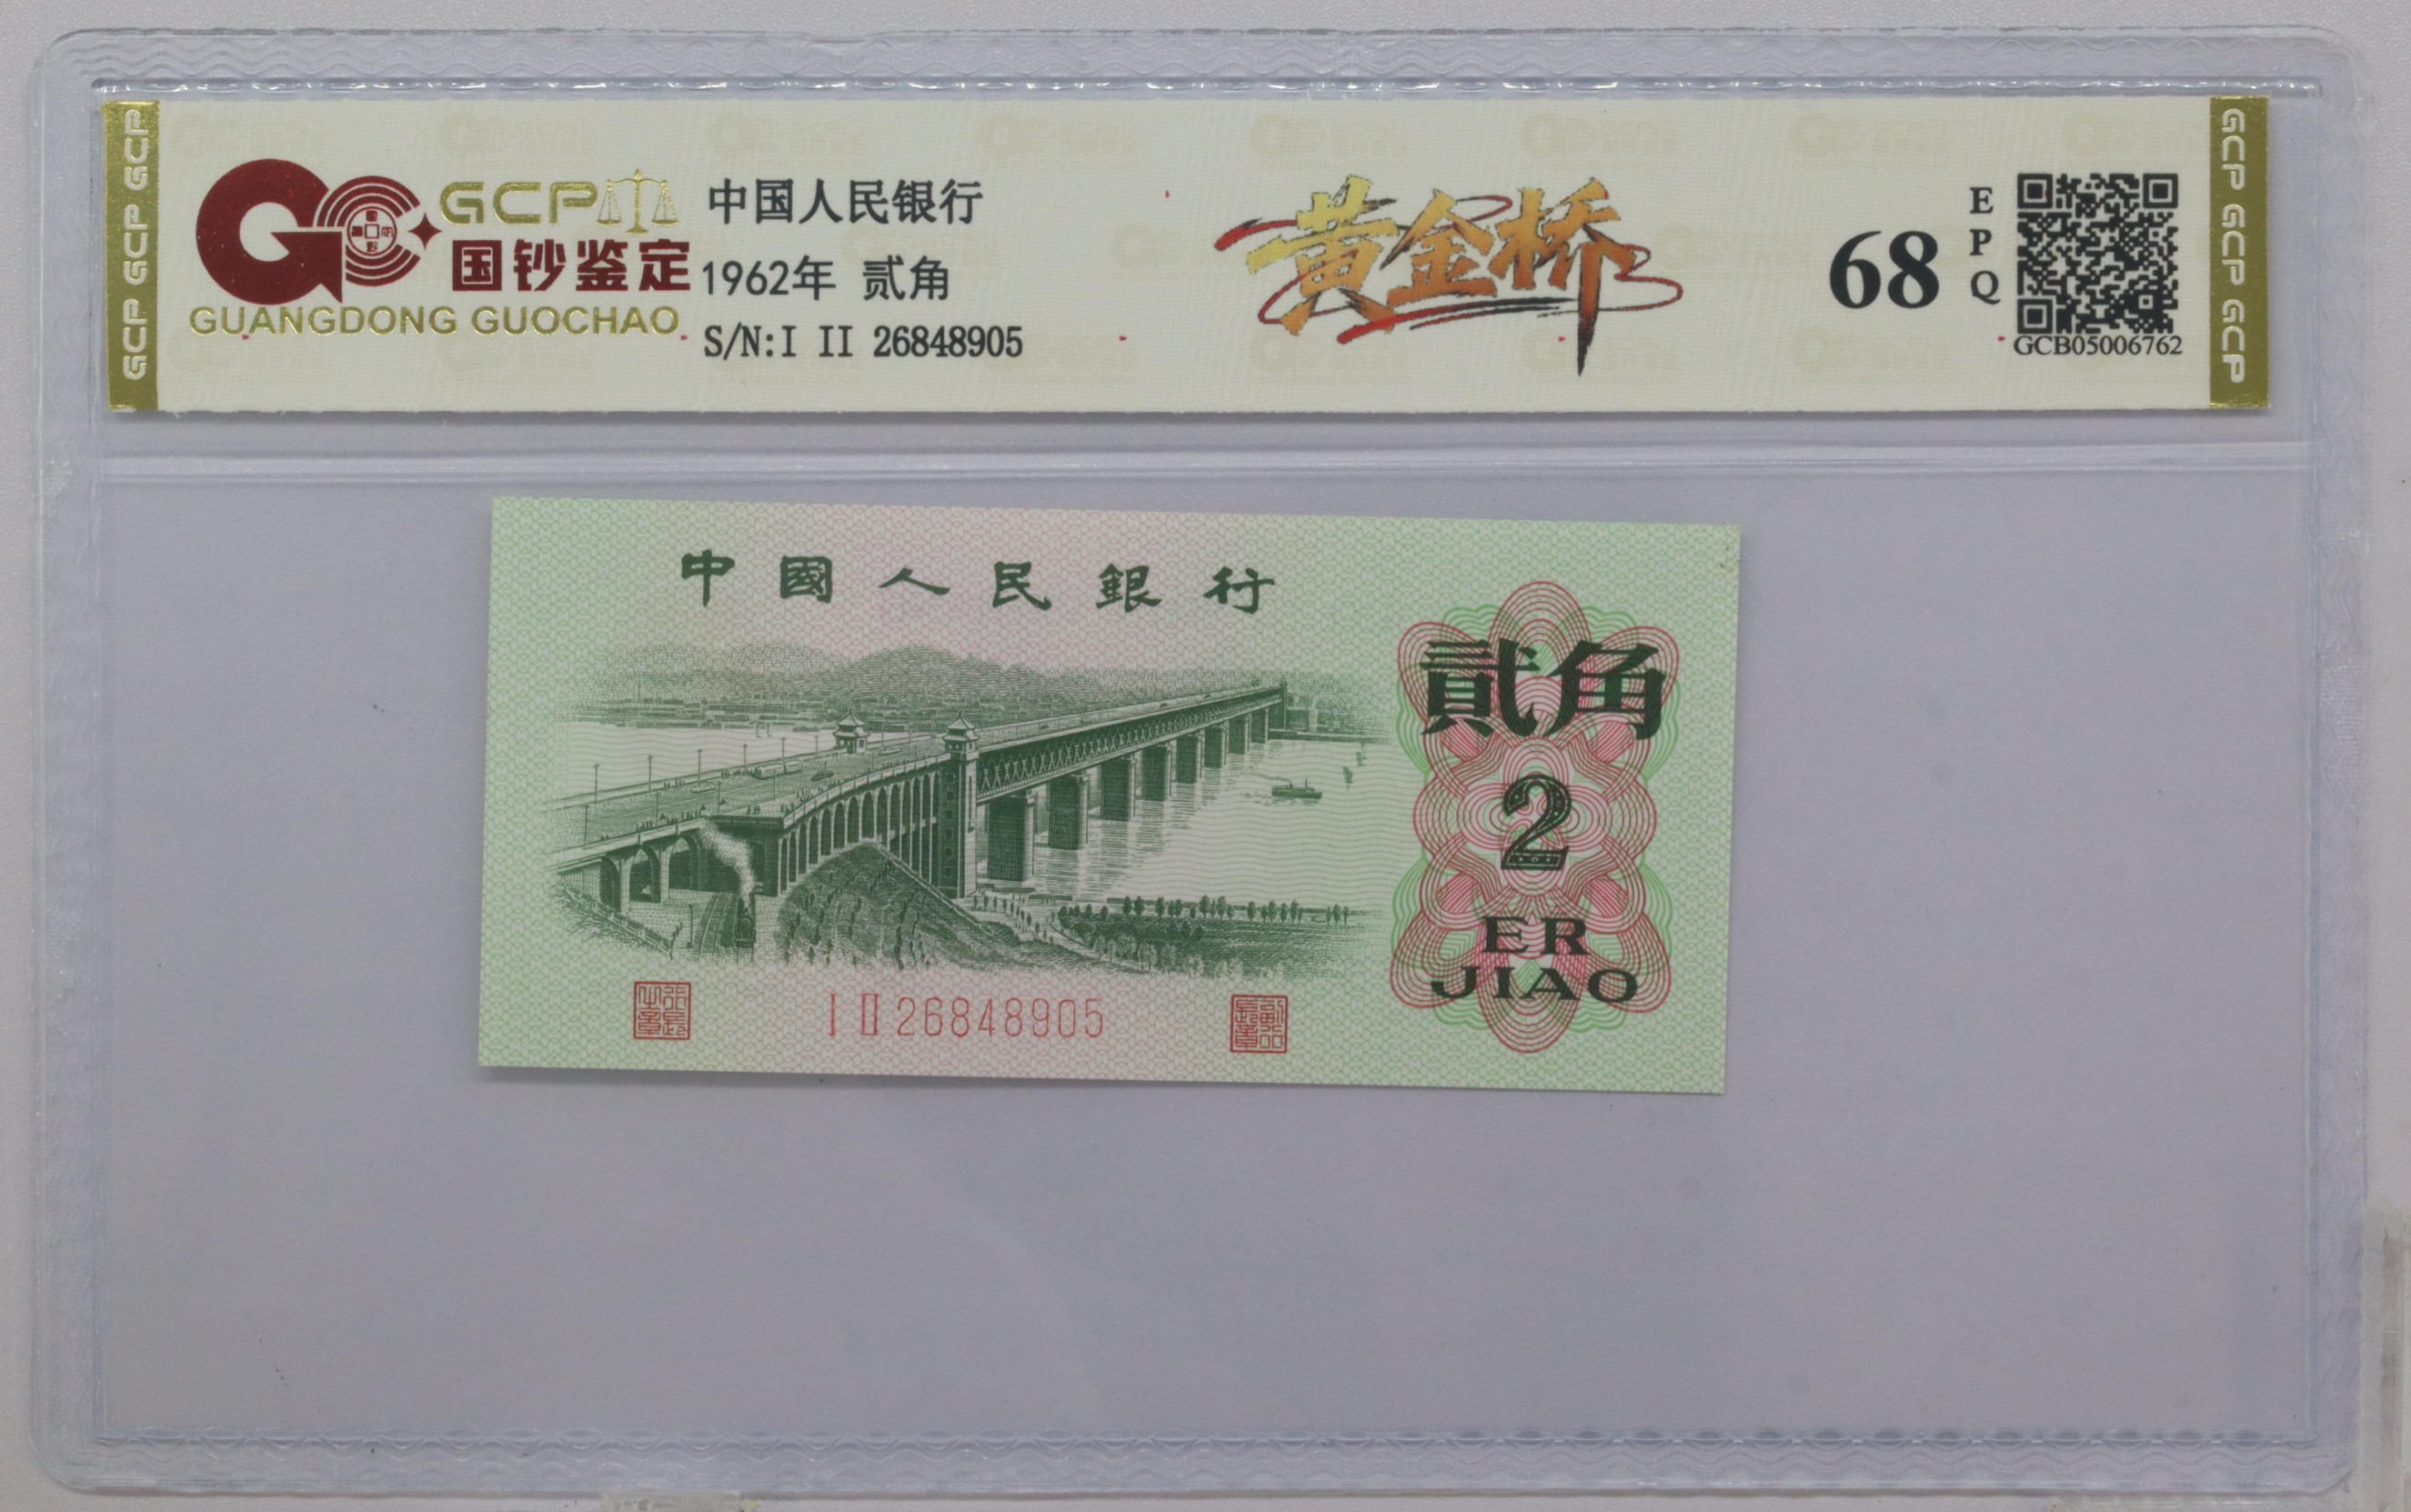 GCP GCP GCP
GCP
国钞鉴定
GUANGDONG GUOCHAO
中国人民银行
1962年 贰角
S/N:I II 26848905
黄金桥
68
EPQ
GCB05006762
GCP GCP GCP
中國人民銀行
貳角
2
ER
JIAO
I II 26848905